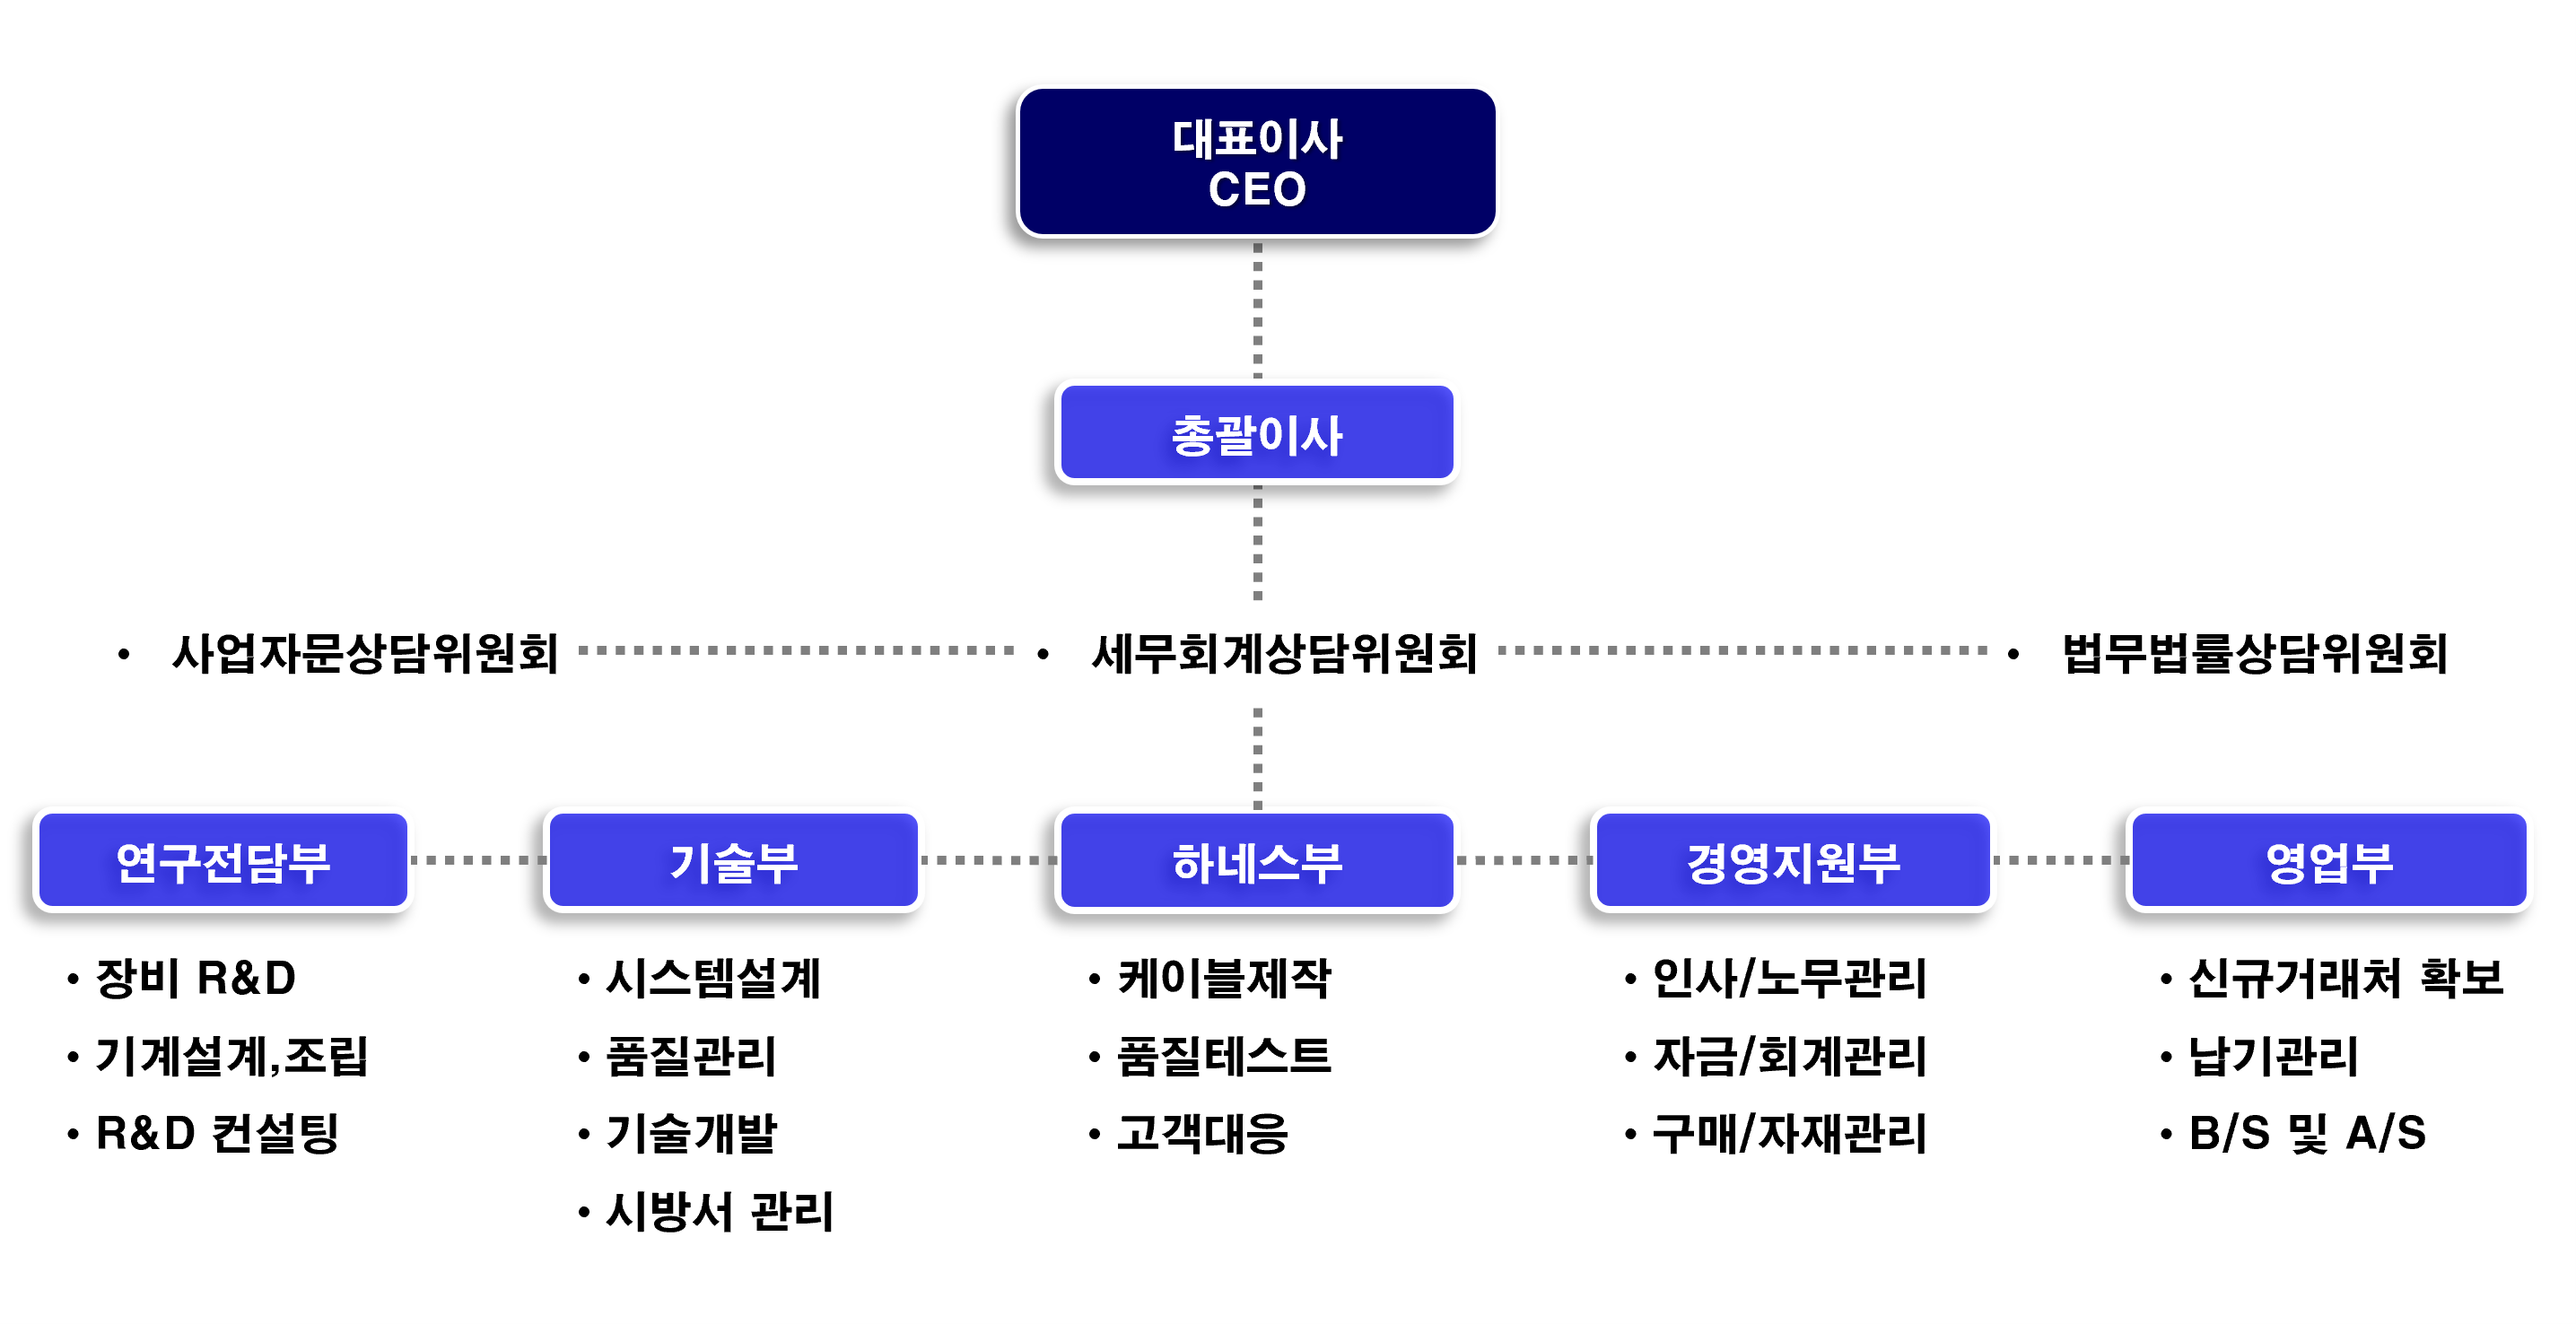 대표이사
CEO
총괄이사
• 사업자문상담위원회
• 세무회계상담위원회
• 법무법률상담위원회
연구전담부
• 장비 R&D
• 기계설계,조립
• R&D 컨설팅
기술부
• 시스템설계
• 품질관리
• 기술개발
• 시방서 관리
하네스부
• 케이블제작
• 품질테스트
• 고객대응
경영지원부
• 인사/노무관리
• 자금/회계관리
• 구매/자재관리
영업부
• 신규거래처 확보
• 납기관리
• B/S 및 A/S